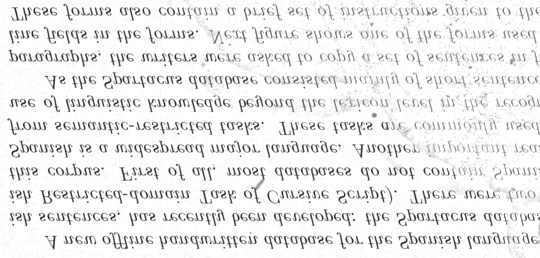 A new offline handwritten database for the Spanish language
ish sentences, has recently been developed: the Spartacus databas
ish Restricted-domain Task of Cursive Script). There were two
this corpus. First of all, most databases do not contain Spani
Spanish is a widespread major language. Another important rea
from semantic-restricted tasks. These tasks are commonly used
use of linguistic knowledge beyond the lexicon level in the recogn
As the Spartacus database consisted mainly of short sentence
paragraphs, the writers were asked to copy a set of sentences in f
line fields in the forms. Next figure shows one of the forms used
These forms also contain a brief set of instructions given to the